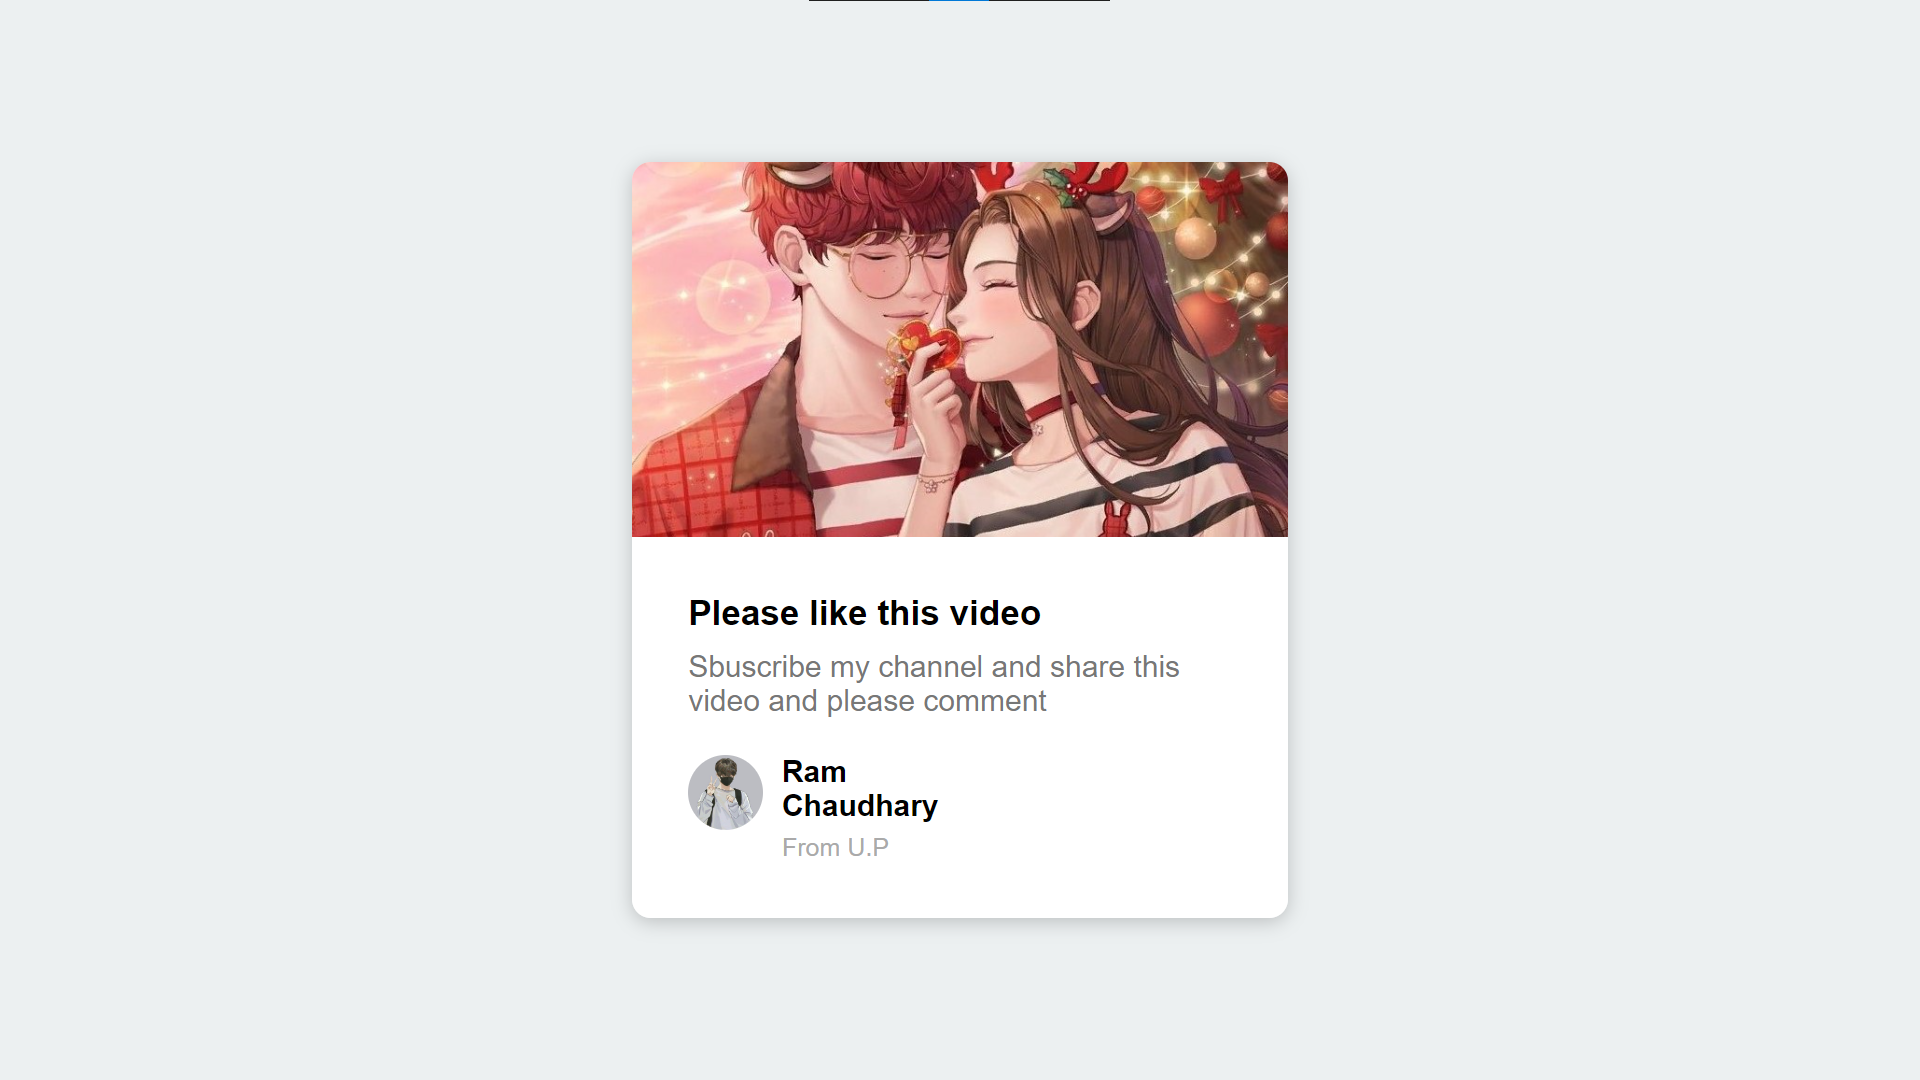 Please like this video
Sbuscribe my channel and share this
video and please comment
Ram
Chaudhary
From U.P